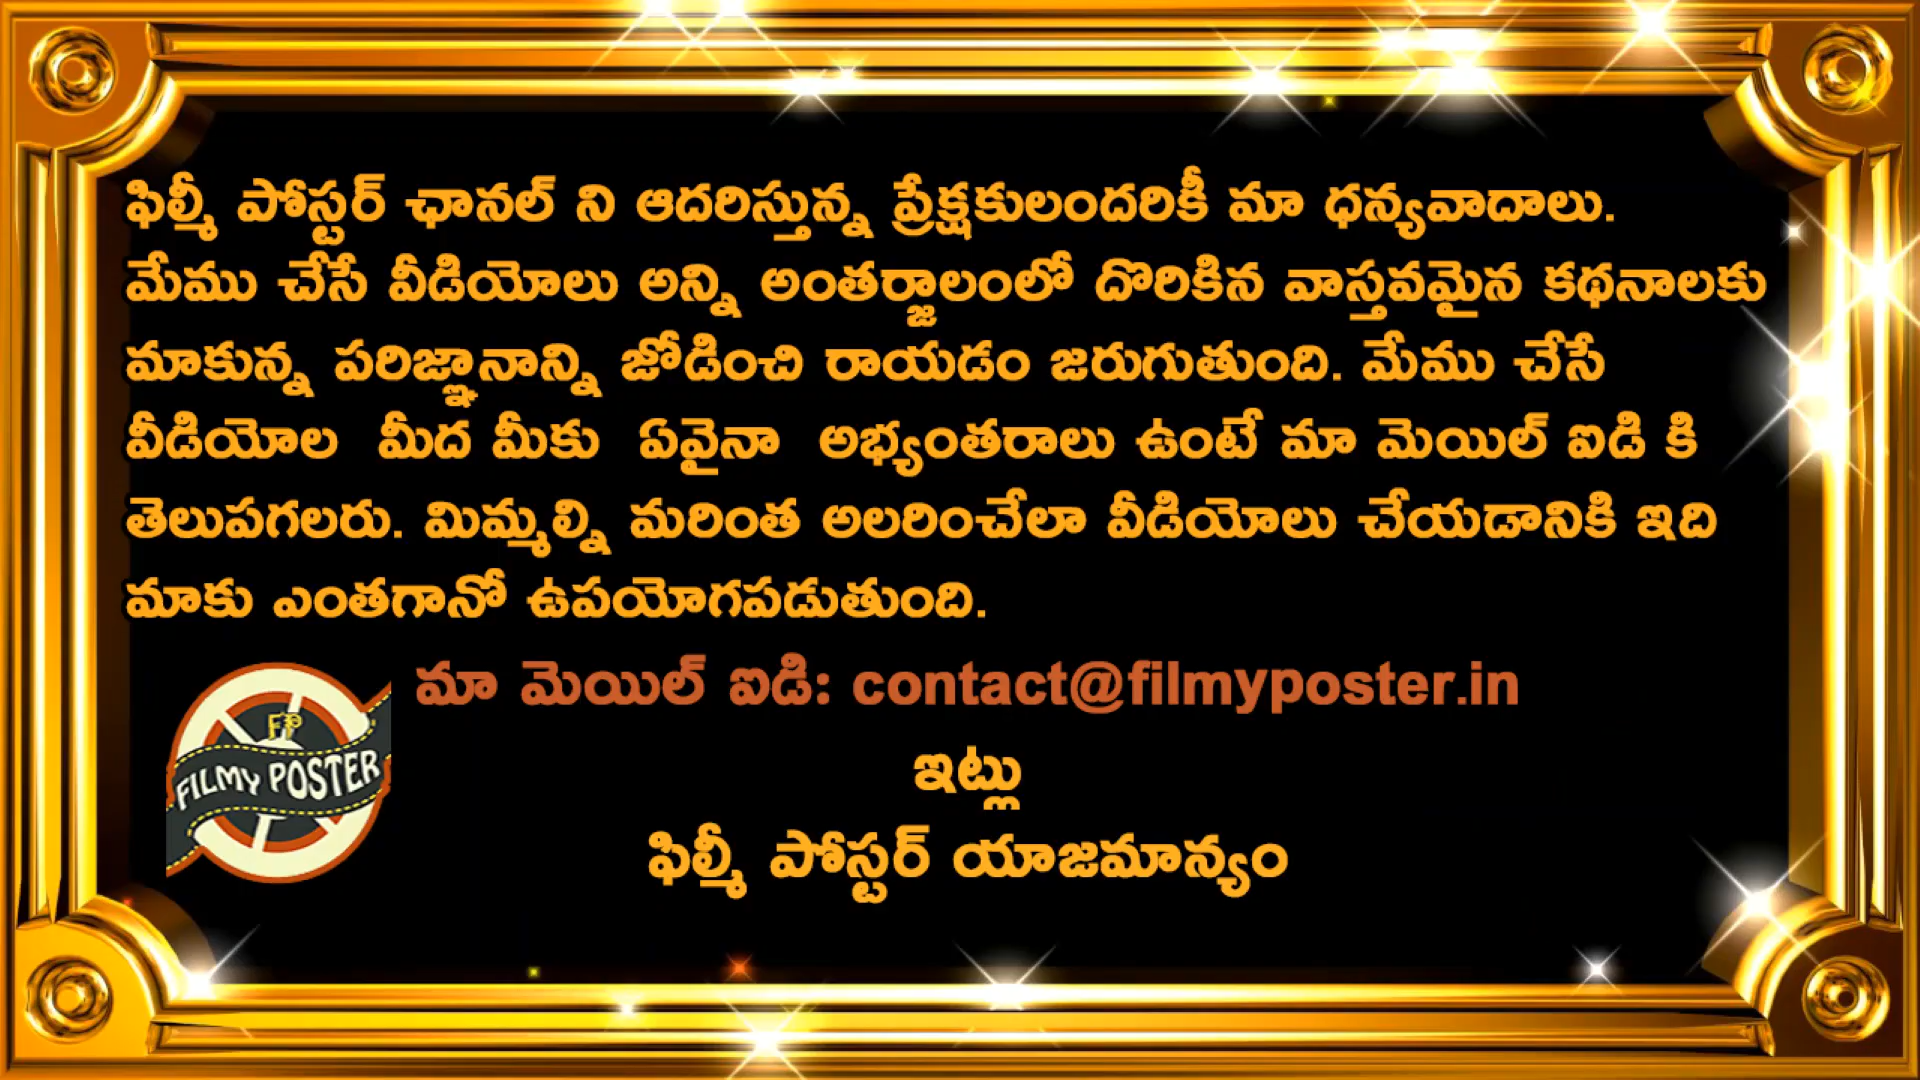 ఫిల్మీ పోస్టర్ ఛానల్ ని ఆదరిస్తున్న ప్రేక్షకులందరికీ మా ధన్యవాదాలు.
మేము చేసే వీడియోలు అన్ని అంతర్జాలంలో దొరికిన వాస్తవమైన కథనాలకు
మాకున్న పరిజ్ఞానాన్ని జోడించి రాయడం జరుగుతుంది. మేము చేసే
వీడియోల మీద మీకు ఏవైనా అభ్యంతరాలు ఉంటే మా మెయిల్ ఐడి కి
తెలుపగలరు. మిమ్మల్ని మరింత అలరించేలా వీడియోలు చేయడానికి ఇది
మాకు ఎంతగానో ఉపయోగపడుతుంది.
మా మెయిల్ ఐడి: contact@filmyposter.in
FP
FILMY POSTER
ఇట్లు
ఫిల్మీ పోస్టర్ యాజమాన్యం